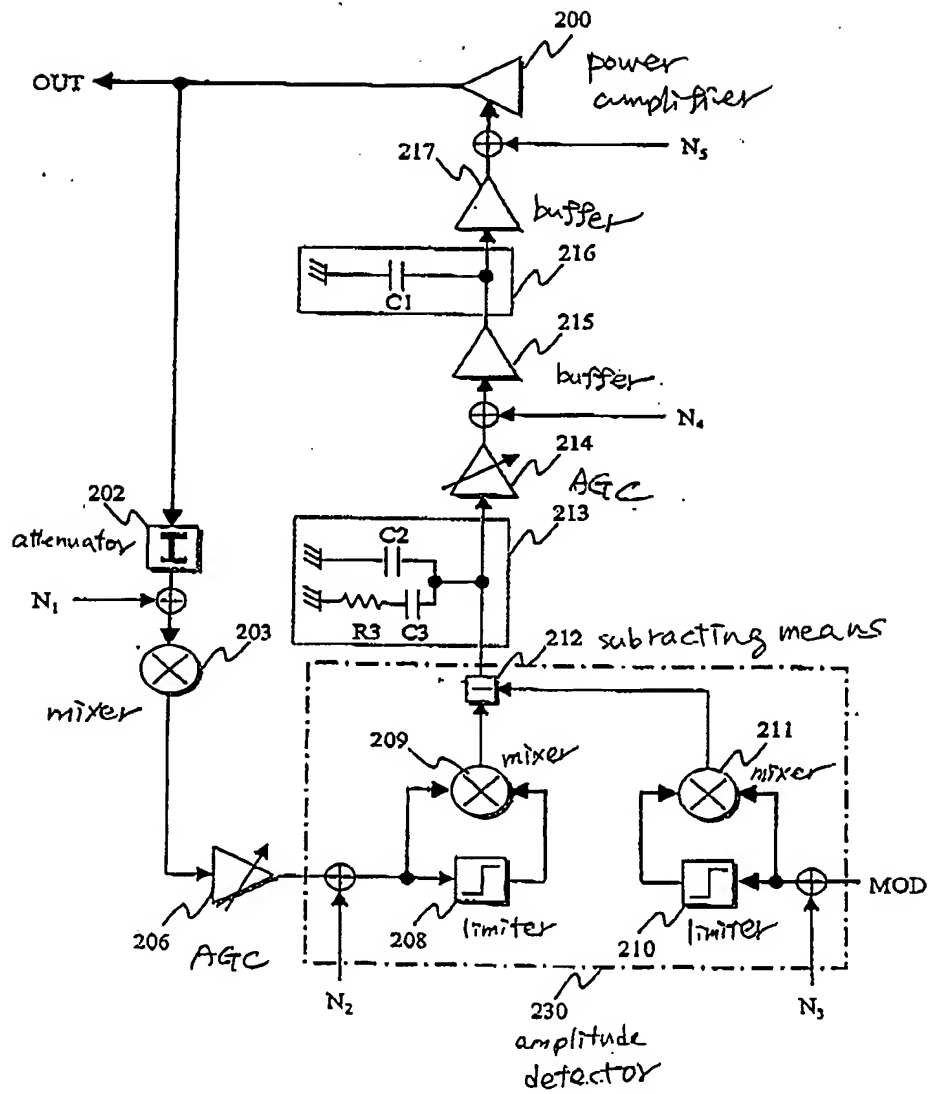 200
OUT
power
amplifier
N5
217
buffer
216
C1
215
buffer
N4
214
AGC
202
attenuator
213
C2
R3 C3
N1
203
212 subracting means
mixer
209
mixer
211
mixer
MOD
206
AGC
208
limiter
210
limiter
N2
230
N3
amplitude
detector